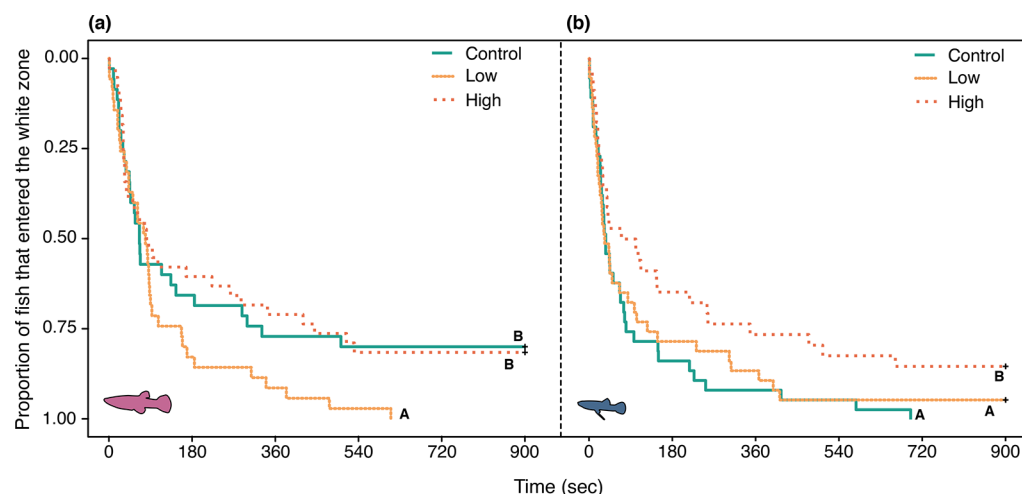 (a)
(b)
Proportion of fish that entered the white zone
0.00
0.25
0.50
0.75
1.00
Control
Low
High
B
B
A
0 180 360 540 720 900
Control
Low
High
B
A
A
0 180 360 540 720 900
Time (sec)